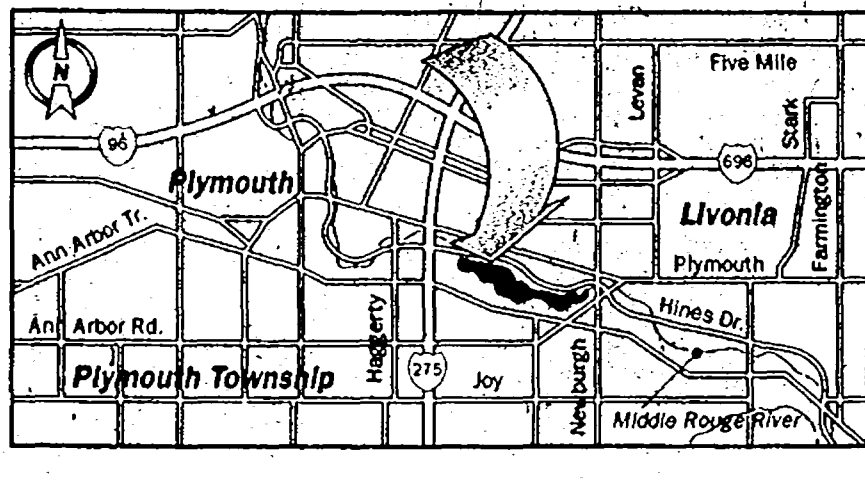 N
96
Plymouth
Ann Arbor Tr.
Ann Arbor Rd.
Plymouth Township
Haggerty
275
Joy
Newburgh
Levan
Five Mile
Stark
696
Livonia
Farmington
Plymouth
Hines Dr.
Middle Rouge River